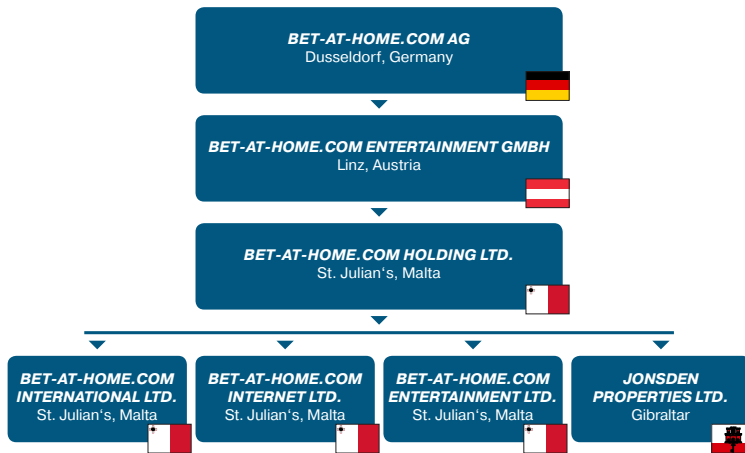 BET-AT-HOME.COM AG
Dusseldorf, Germany
BET-AT-HOME.COM ENTERTAINMENT GMBH
Linz, Austria
BET-AT-HOME.COM HOLDING LTD.
St. Julian‘s, Malta
BET-AT-HOME.COM
INTERNATIONAL LTD.
St. Julian‘s, Malta
BET-AT-HOME.COM
INTERNET LTD.
St. Julian‘s, Malta
BET-AT-HOME.COM
ENTERTAINMENT LTD.
St. Julian‘s, Malta
JONSDEN
PROPERTIES LTD.
Gibraltar